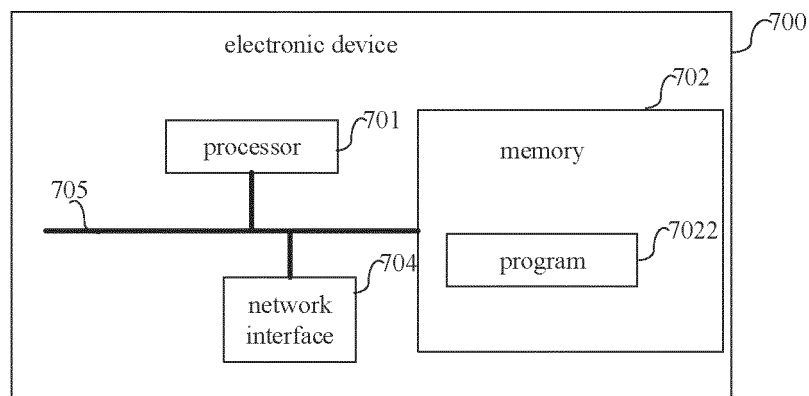 electronic device
700
702
701
processor
memory
705
7022
program
704
network
interface